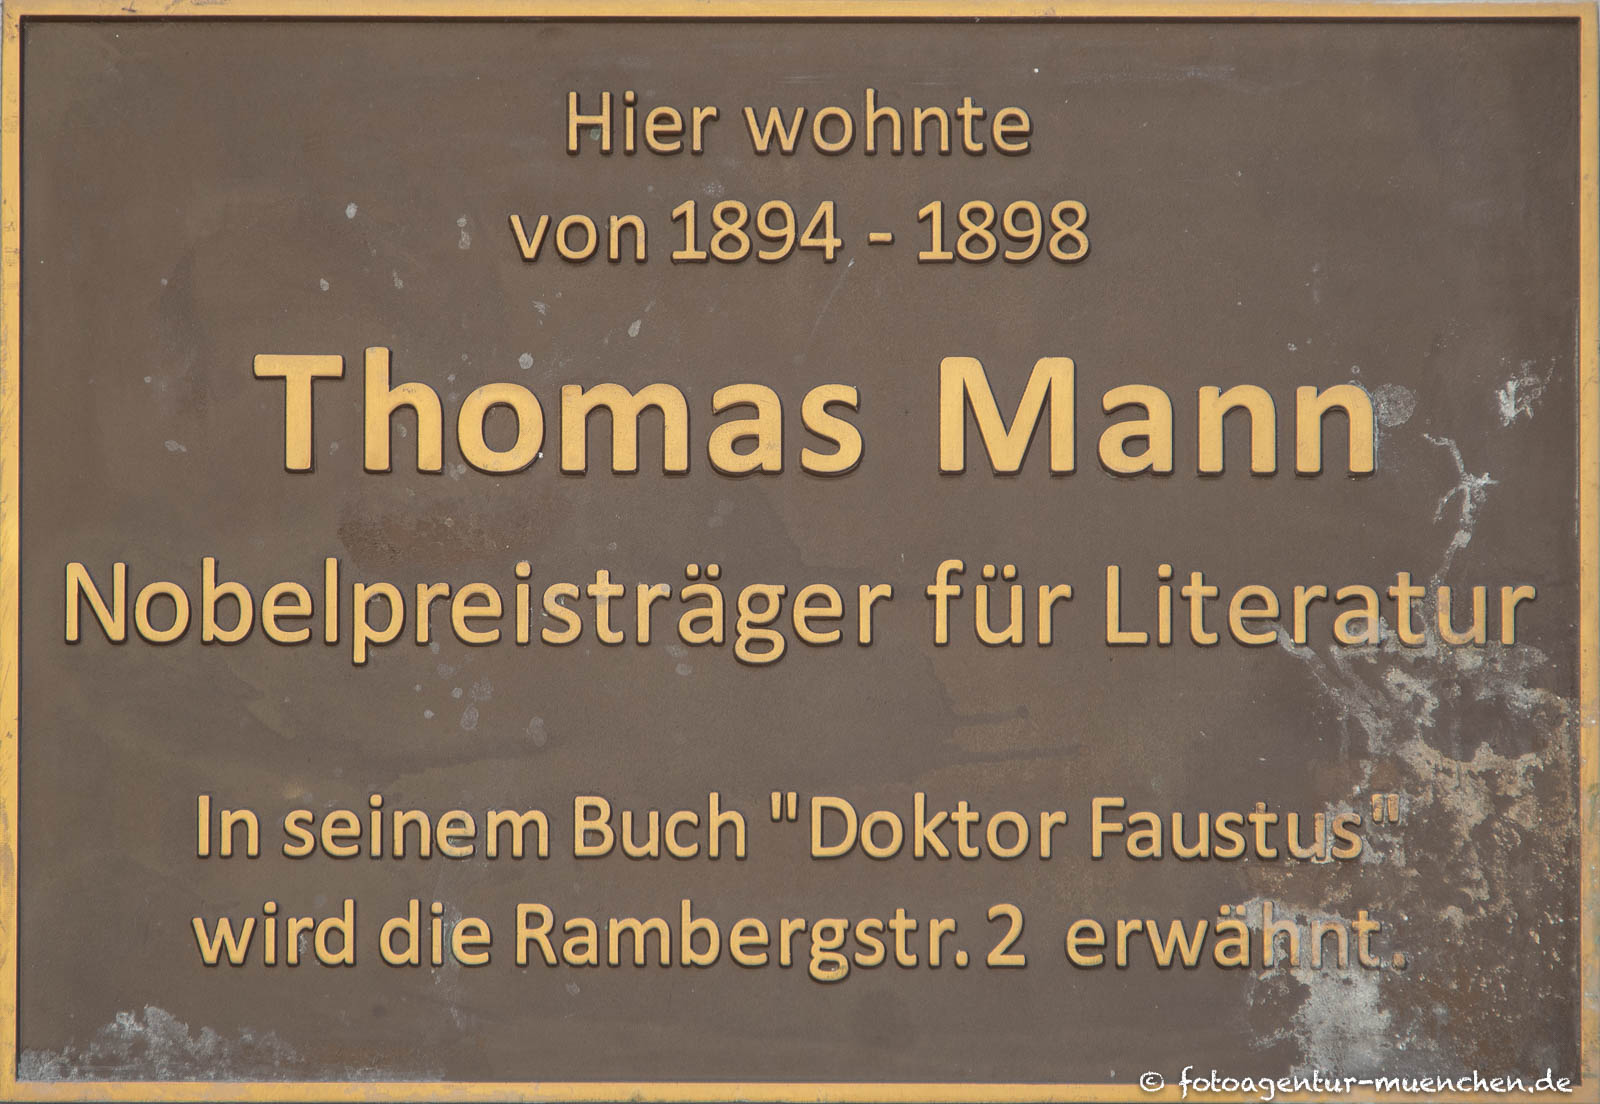 Hier wohnte
von 1894 - 1898
Thomas Mann
Nobelpreisträger für Literatur
In seinem Buch "Doktor Faustus"
wird die Rambergstr. 2 erwähnt.
© fotoagentur-muenchen.de